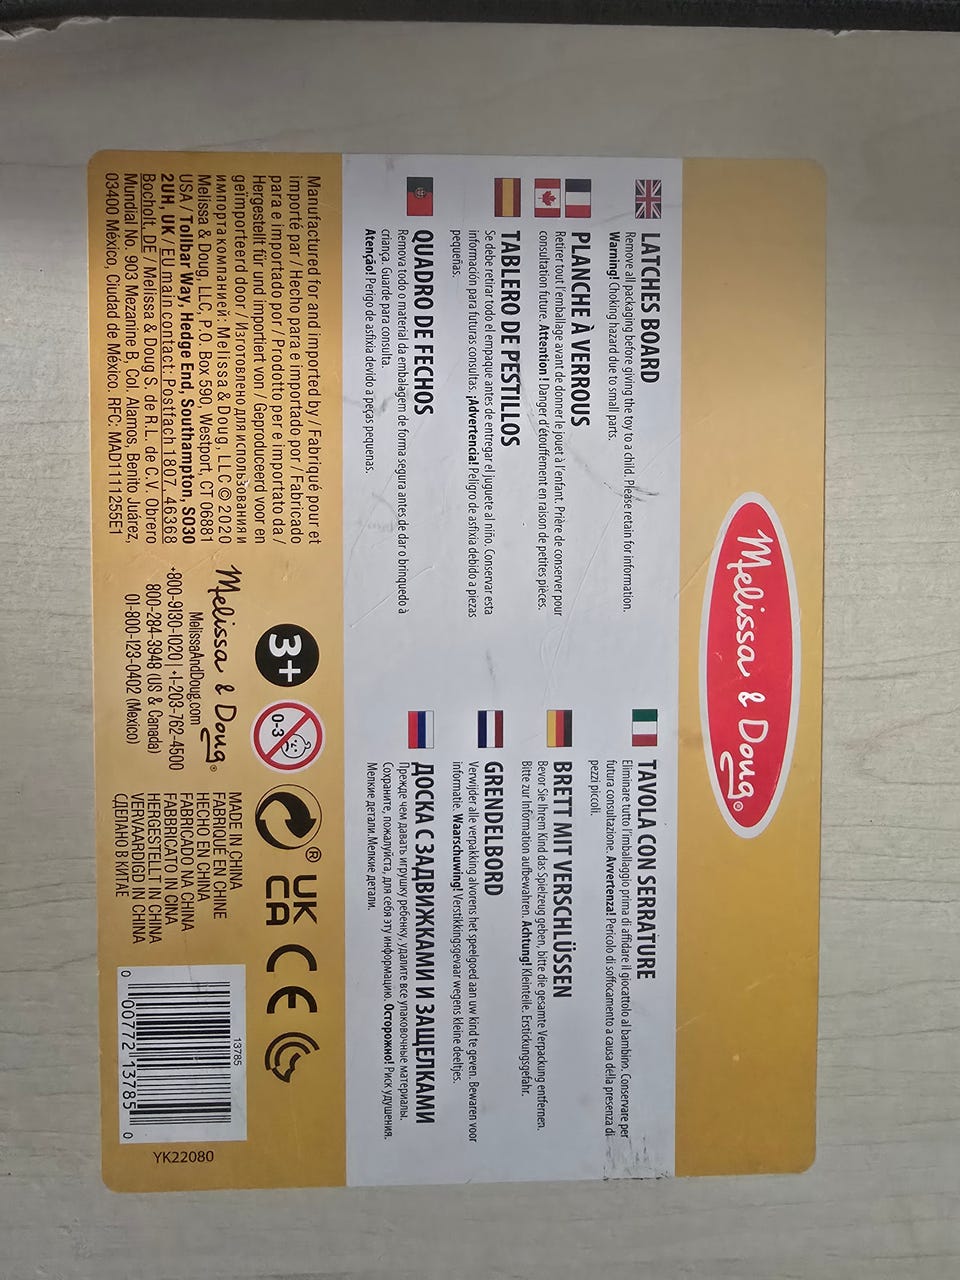 Melissa & Doug®
LATCHES BOARD
Remove all packaging before giving the toy to a child. Please retain for information.
Warning! Choking hazard due to small parts.
PLANCHE À VERROUS
Retirer tout l'emballage avant de donner le jouet à l'enfant. Prière de conserver pour
consultation future. Attention ! Danger d'étouffement en raison de petites pièces.
TABLERO DE PESTILLOS
Se debe retirar todo el empaque antes de entregar el juguete al niño. Conservar esta
información para futuras consultas. ¡Advertencia! Peligro de asfixia debido a piezas
pequeñas.
QUADRO DE FECHOS
Remova todo o material da embalagem de forma segura antes de dar o brinquedo à
criança. Guarde para consulta.
Atenção! Perigo de asfixia devido a peças pequenas.
TAVOLA CON SERRATURE
Eliminare tutto l'imballaggio prima di affidare il giocattolo al bambino. Conservare per
futura consultazione. Avvertenza! Pericolo di soffocamento a causa della presenza di
pezzi piccoli.
BRETT MIT VERSCHLÜSSEN
Bevor Sie Ihrem Kind das Spielzeug geben, bitte die gesamte Verpackung entfernen.
Bitte zur Information aufbewahren. Achtung! Kleinteile. Erstickungsgefahr.
GRENDELBORD
Verwijder alle verpakking alvorens het speelgoed aan uw kind te geven. Bewaren voor
informatie. Waarschuwing! Verstikkingsgevaar wegens kleine deeltjes.
ДОСКА С ЗАДВИЖКАМИ И ЗАЩЕЛКАМИ
Прежде чем давать игрушку ребенку, удалите все упаковочные материалы.
Сохраните, пожалуйста, для себя эту информацию. Осторожно! Риск удушения.
Мелкие детали.Мелкие детали.
Manufactured for and imported by / Fabriqué pour et
importé par / Hecho para e importado por / Fabricado
para e importado por / Prodotto per e importato da /
Hergestellt für und importiert von / Geproduceerd voor en
geïmporteerd door / Изготовлено для использования и
импорта компанией: Melissa & Doug, LLC © 2020
Melissa & Doug, LLC, P.O. Box 590, Westport, CT 06881
USA / Tollbar Way, Hedge End, Southampton, SO30
2UH, UK / EU main contact: Postfach 1807, 46368
Bocholt, DE / Melissa & Doug S. de R.L. de C.V. Obrero
Mundial No. 903 Mezanine B, Col. Alamos, Benito Juárez,
03400 México, Ciudad de México. RFC: MAD111125 5E1
3+
0-3
Melissa & Doug®
MelissaAndDoug.com
+800-9130-1020 | +1-203-762-4500
800-284-3948 (US & Canada)
01-800-123-0402 (Mexico)
®
UK
CA
CE
MADE IN CHINA
FABRIQUÉ EN CHINE
HECHO EN CHINA
FABRICADO NA CHINA
FABBRICATO IN CINA
HERGESTELLT IN CHINA
VERVAARDIGD IN CHINA
СДЕЛАНО В КИТАЕ
13785
0 00772 13785 0
YK22080